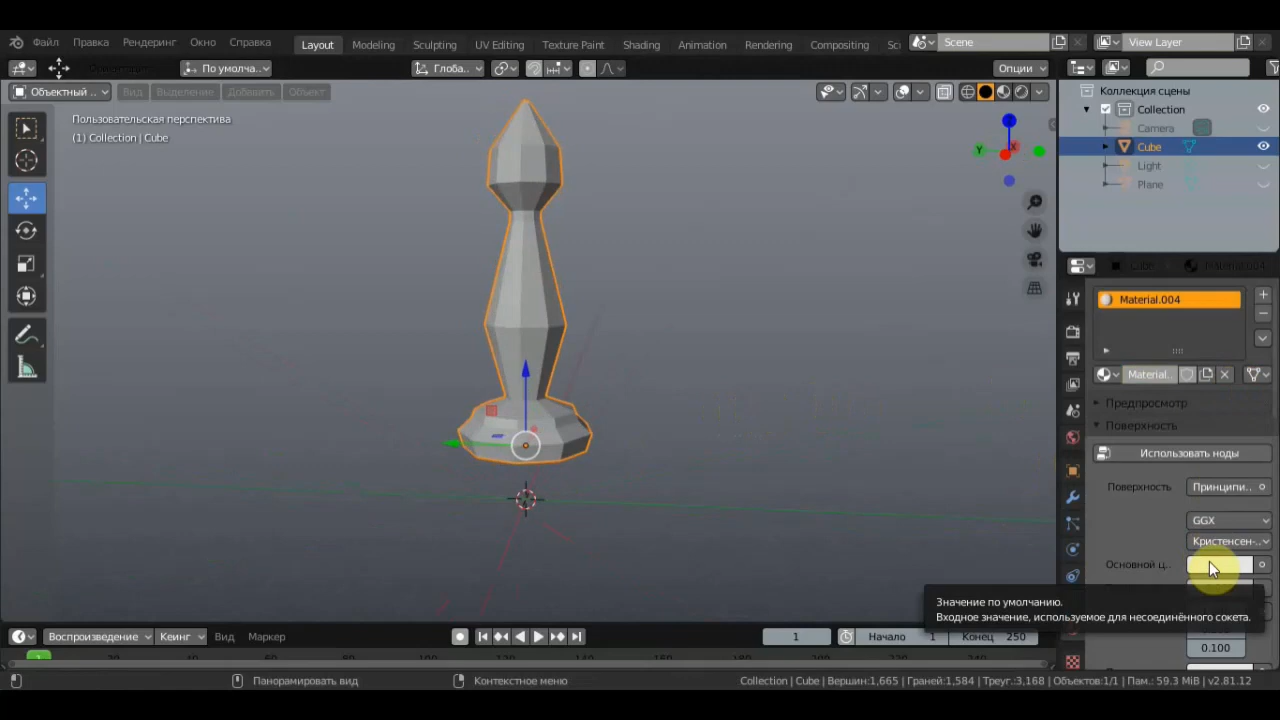 Файл Правка Рендеринг Окно Справка Layout Modeling Sculpting UV Editing Texture Paint Shading Animation Rendering Compositing Sc Scene View Layer
По умолча.. Глоба.. Опции
Объектный .. Вид Выделение Добавить Объект
Пользовательская перспектива
(1) Collection | Cube
Z
Y
X
Коллекция сцены
Collection
Camera
Cube
Light
Plane
Cube Material.004
Material.004
Material..
Предпросмотр
Поверхность
Использовать ноды
Поверхность Принципи..
GGX
Кристенсен-..
Основной ц..
Значение по умолчанию.
Входное значение, используемое для несоединённого сокета.
0.100
Воспроизведение Кеинг Вид Маркер 1 Начало 1 Конец 250
1
Панорамировать вид Контекстное меню Collection | Cube | Вершин:1,665 | Граней:1,584 | Треуг.:3,168 | Объектов:1/1 | Пам.: 59.3 MiB | v2.81.12